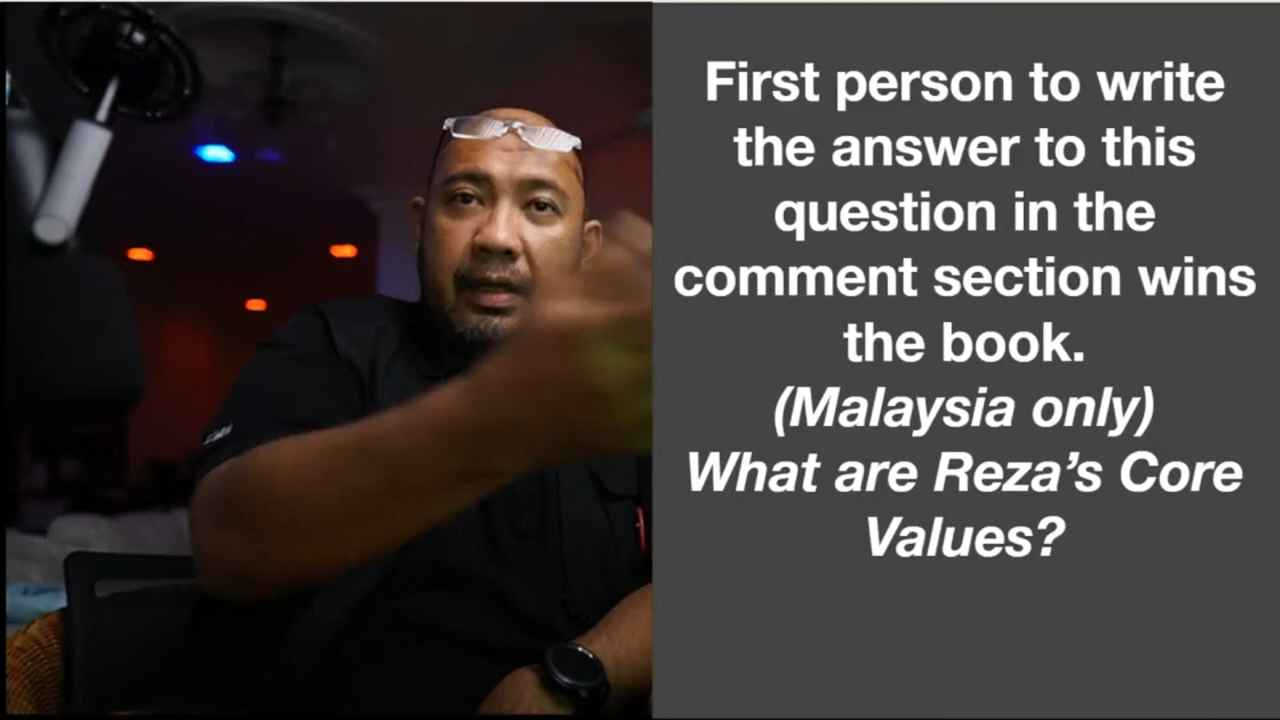 First person to write
the answer to this
question in the
comment section wins
the book.
(Malaysia only)
What are Reza's Core
Values?